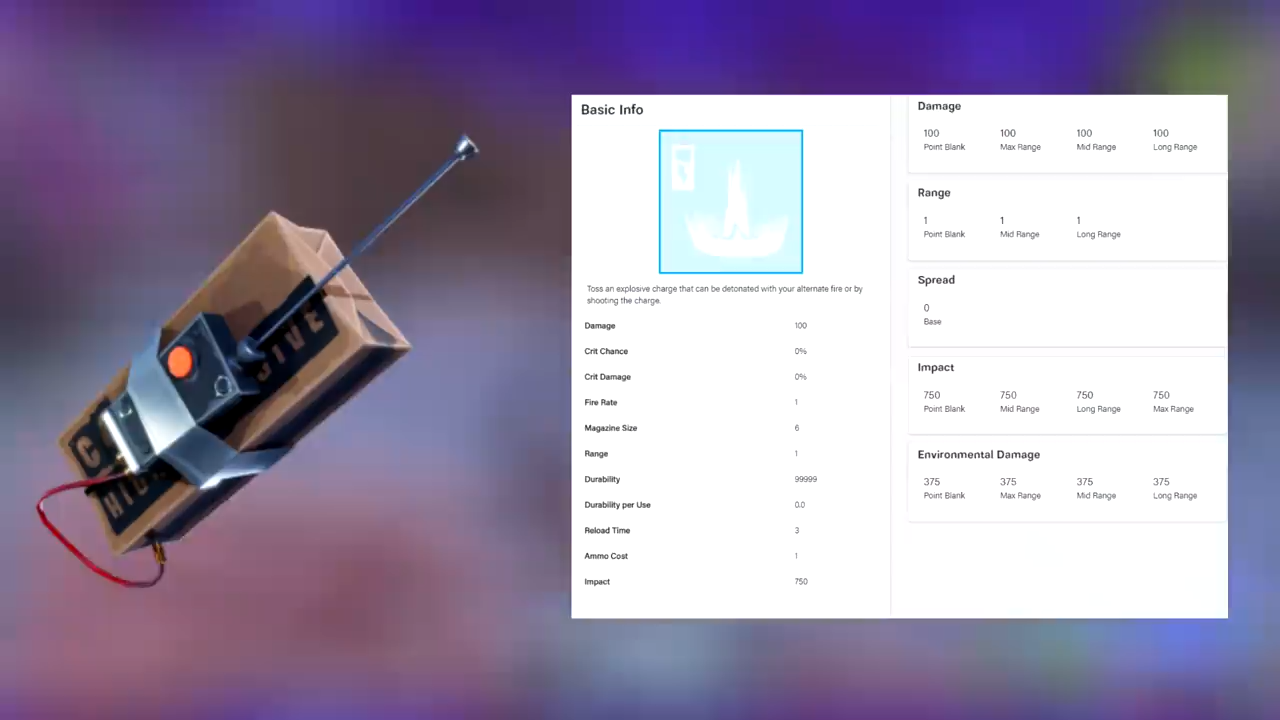 Basic Info
Toss an explosive charge that can be detonated with your alternate fire or by
shooting the charge.
Damage 100
Crit Chance 0%
Crit Damage 0%
Fire Rate 1
Magazine Size 6
Range 1
Durability 99999
Durability per Use 0.0
Reload Time 3
Ammo Cost 1
Impact 750
Damage
100 100 100 100
Point Blank Max Range Mid Range Long Range
Range
1 1 1
Point Blank Mid Range Long Range
Spread
0
Base
Impact
750 750 750 750
Point Blank Mid Range Long Range Max Range
Environmental Damage
375 375 375 375
Point Blank Max Range Mid Range Long Range